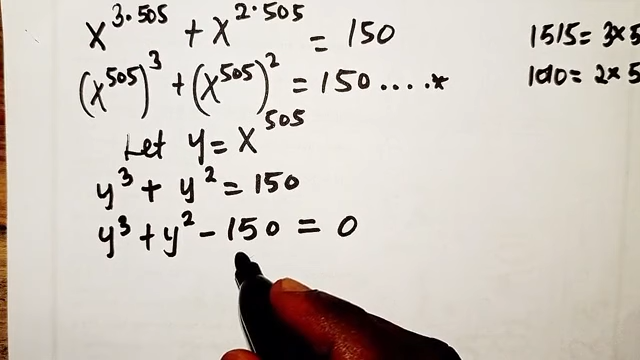 x^{3·505} + x^{2·505} = 150
(x^{505})^3 + (x^{505})^2 = 150 ....*
Let y = x^{505}
y^3 + y^2 = 150
y^3 + y^2 - 150 = 0
1515 = 3×5
1010 = 2×5